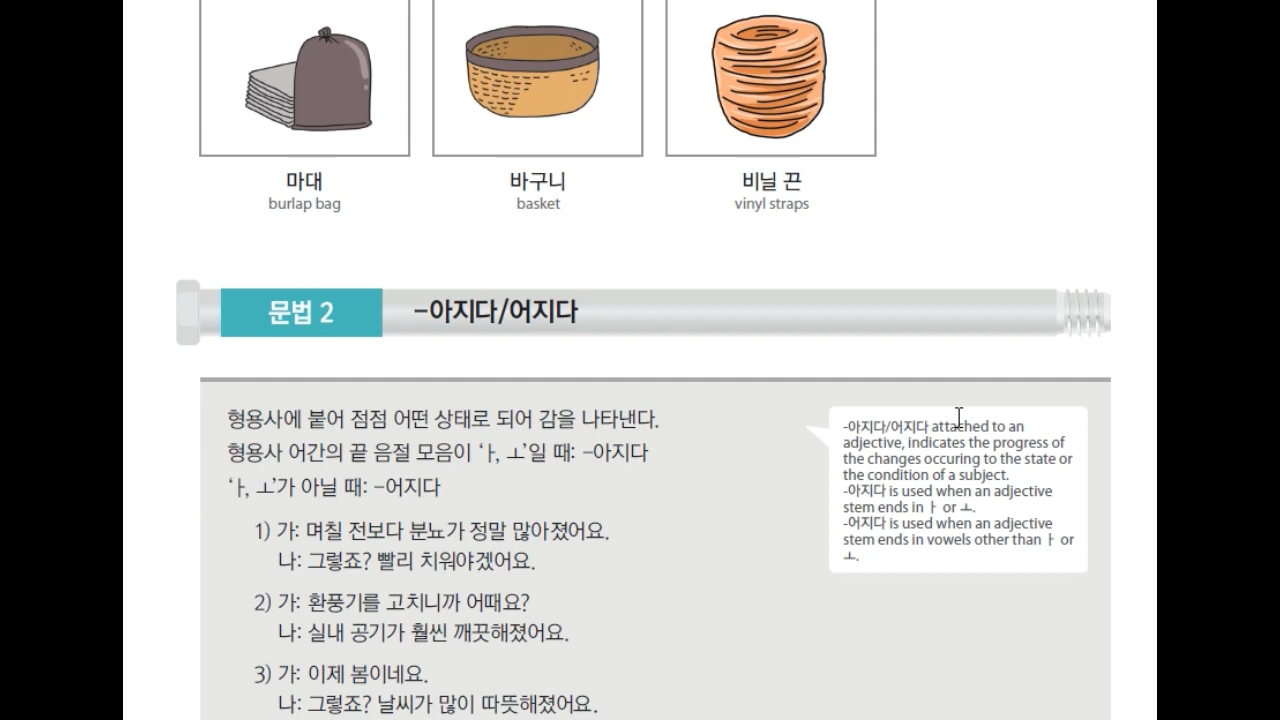 마대
burlap bag
바구니
basket
비닐 끈
vinyl straps
문법 2
-아지다/어지다
형용사에 붙어 점점 어떤 상태로 되어 감을 나타낸다.
형용사 어간의 끝 음절 모음이 ‘ㅏ, ㅗ’일 때: -아지다
‘ㅏ, ㅗ’가 아닐 때: -어지다
1) 가: 며칠 전보다 분뇨가 정말 많아졌어요.
나: 그렇죠? 빨리 치워야겠어요.
2) 가: 환풍기를 고치니까 어때요?
나: 실내 공기가 훨씬 깨끗해졌어요.
3) 가: 이제 봄이네요.
나: 그렇죠? 날씨가 많이 따뜻해졌어요.
-아지다/어지다 attached to an
adjective, indicates the progress of
the changes occuring to the state or
the condition of a subject.
-아지다 is used when an adjective
stem ends in ㅏ or ㅗ.
-어지다 is used when an adjective
stem ends in vowels other than ㅏ or
ㅗ.